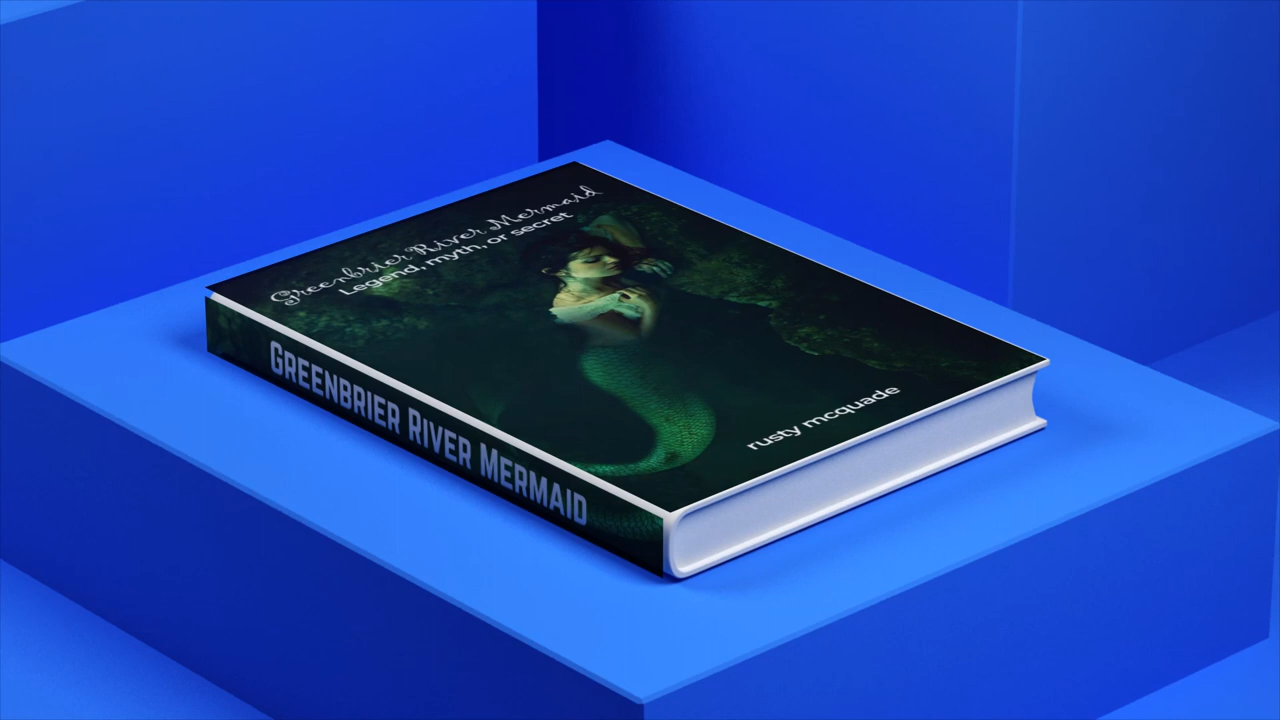 Greenbrier River Mermaid
Legend, myth, or secret
rusty mcquade
GREENBRIER RIVER MERMAID